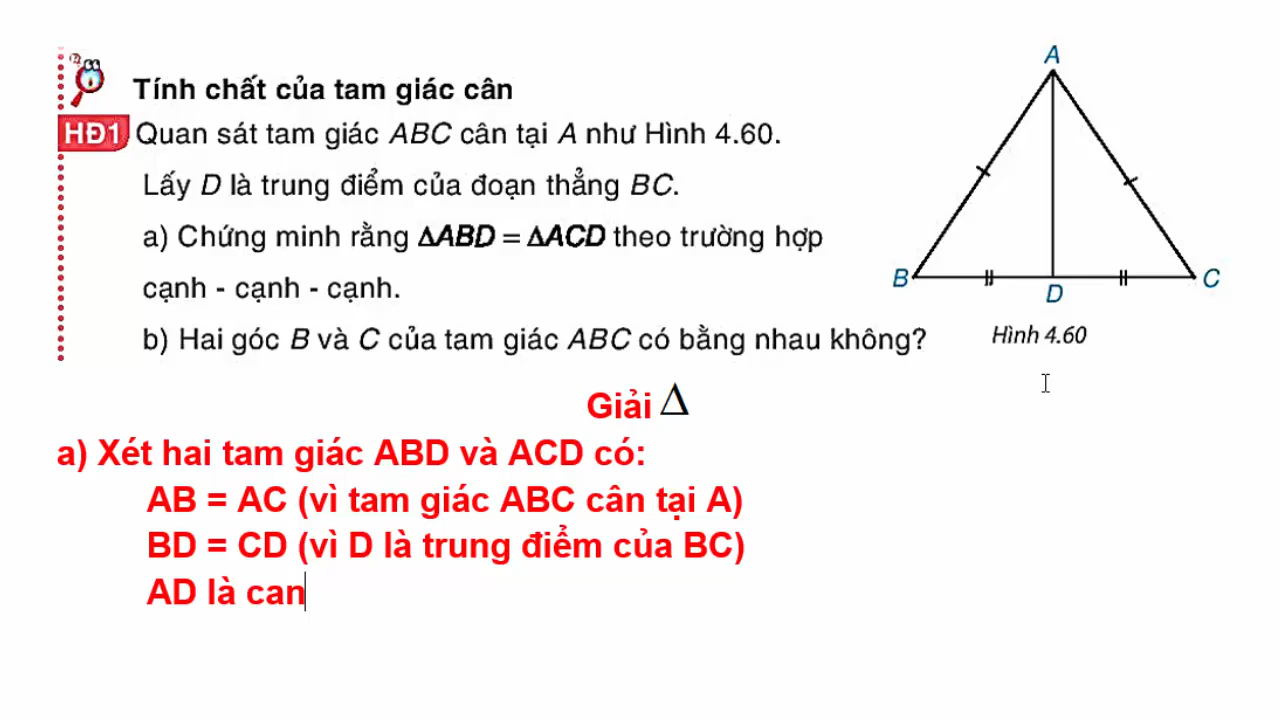 Tính chất của tam giác cân
HĐ1 Quan sát tam giác ABC cân tại A như Hình 4.60.
Lấy D là trung điểm của đoạn thẳng BC.
a) Chứng minh rằng ΔABD = ΔACD theo trường hợp
cạnh - cạnh - cạnh.
b) Hai góc B và C của tam giác ABC có bằng nhau không?
A
B
D
C
Hình 4.60
Giải Δ
a) Xét hai tam giác ABD và ACD có:
AB = AC (vì tam giác ABC cân tại A)
BD = CD (vì D là trung điểm của BC)
AD là can